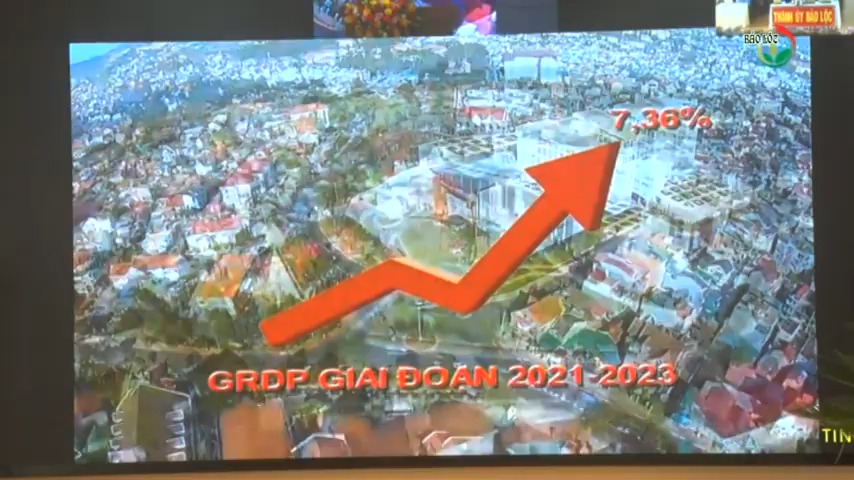 THÀNH ỦY BẢO LỘC
BẢO LỘC
7,36%
GRDP GIAI ĐOẠN 2021-2023
TIN